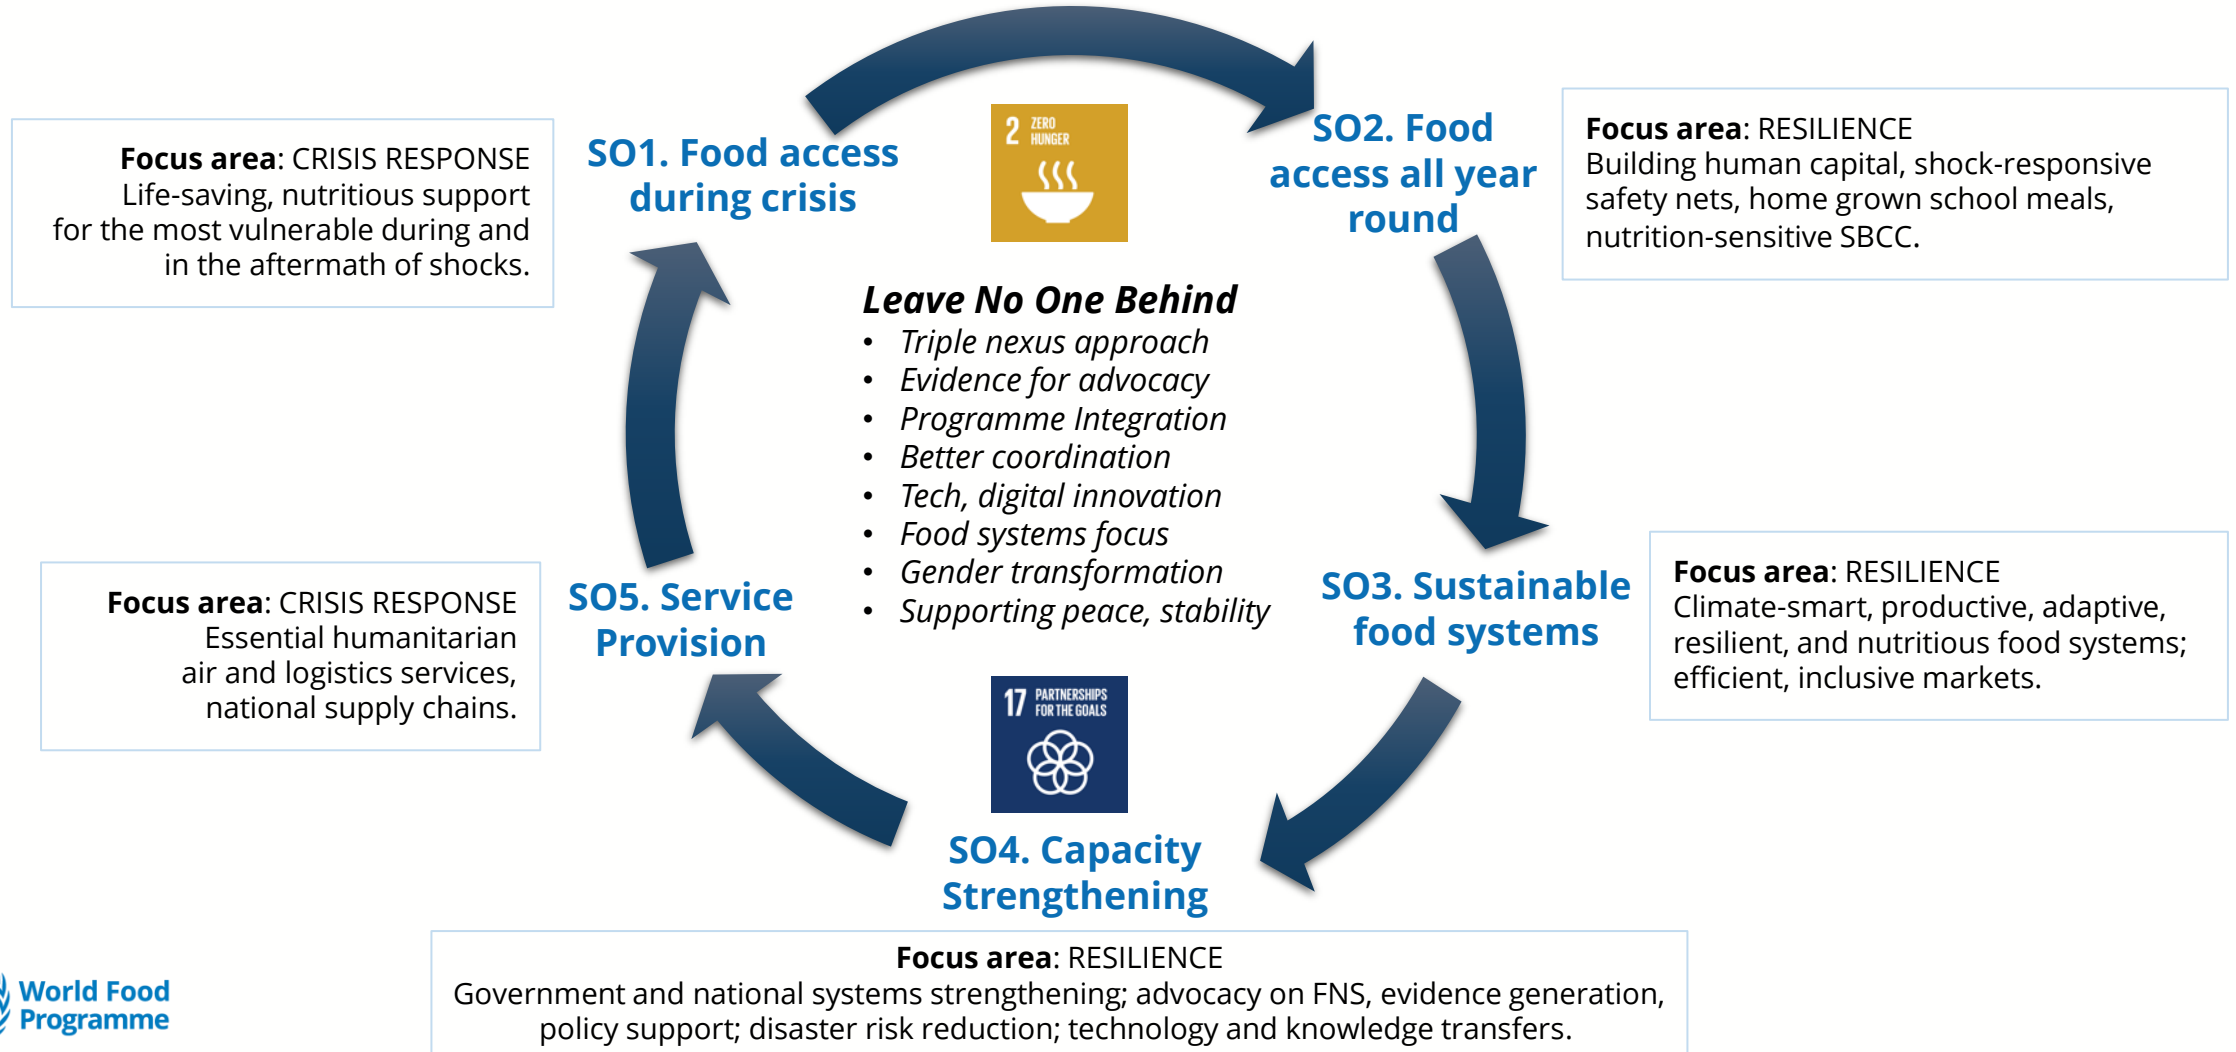 Focus area: CRISIS RESPONSE
Life-saving, nutritious support
for the most vulnerable during and
in the aftermath of shocks.
SO1. Food access
during crisis
2 ZERO
HUNGER
SO2. Food
access all year
round
Focus area: RESILIENCE
Building human capital, shock-responsive
safety nets, home grown school meals,
nutrition-sensitive SBCC.
Leave No One Behind
• Triple nexus approach
• Evidence for advocacy
• Programme Integration
• Better coordination
• Tech, digital innovation
• Food systems focus
• Gender transformation
• Supporting peace, stability
Focus area: CRISIS RESPONSE
Essential humanitarian
air and logistics services,
national supply chains.
SO5. Service
Provision
SO3. Sustainable
food systems
Focus area: RESILIENCE
Climate-smart, productive, adaptive,
resilient, and nutritious food systems;
efficient, inclusive markets.
17 PARTNERSHIPS
FOR THE GOALS
SO4. Capacity
Strengthening
Focus area: RESILIENCE
Government and national systems strengthening; advocacy on FNS, evidence generation,
policy support; disaster risk reduction; technology and knowledge transfers.
World Food
Programme